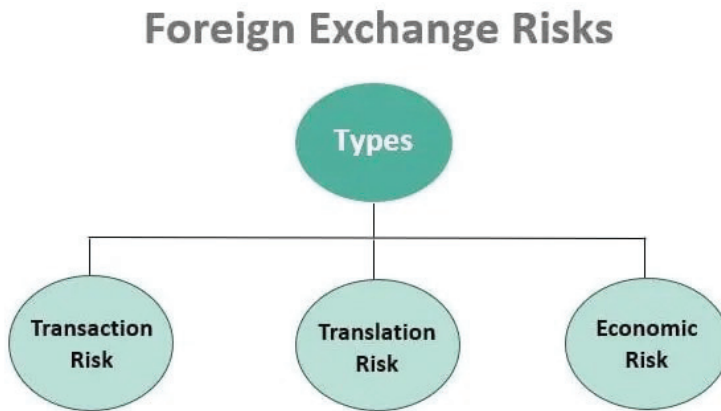 Foreign Exchange Risks
Types
Transaction
Risk
Translation
Risk
Economic
Risk